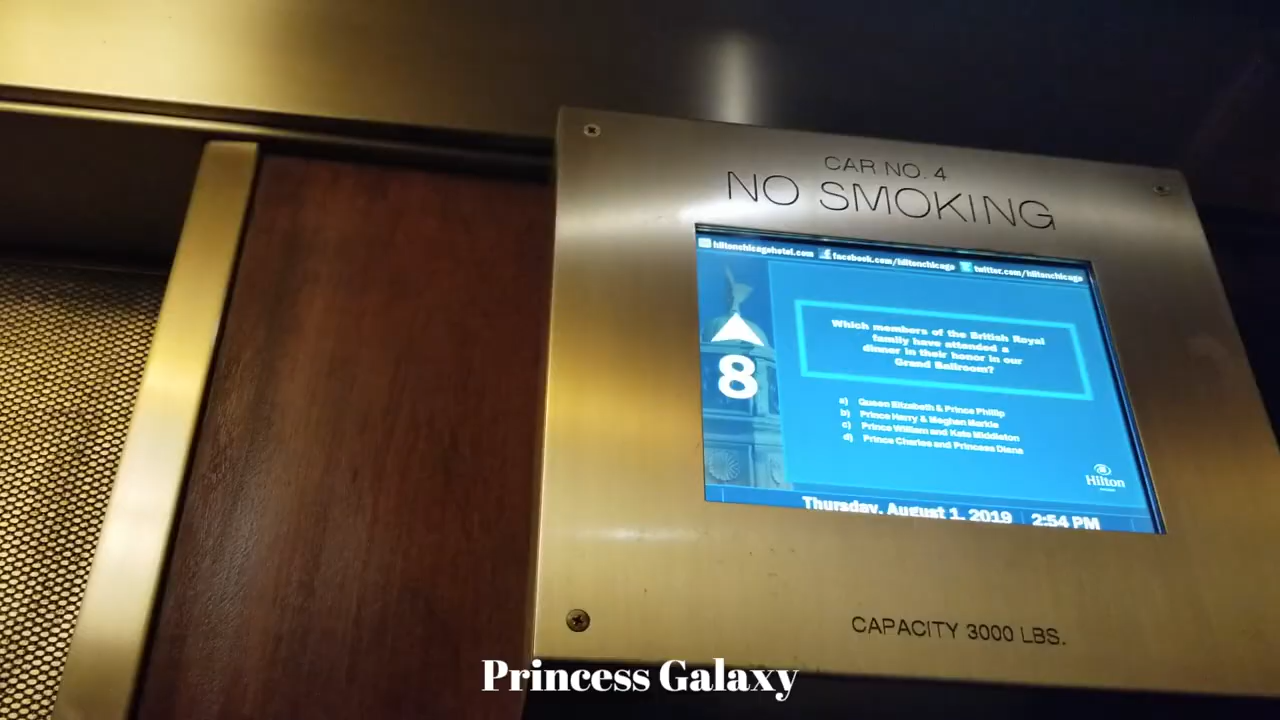 CAR NO. 4
NO SMOKING
hiltonchicagohotel.com facebook.com/hiltonchicago twitter.com/hiltonchicago
8
Which members of the British Royal
family have attended a
dinner in their honor in our
Grand Ballroom?
a) Queen Elizabeth & Prince Phillip
b) Prince Harry & Meghan Markle
c) Prince William and Kate Middleton
d) Prince Charles and Princess Diana
Hilton
Thursday, August 1, 2019 2:54 PM
CAPACITY 3000 LBS.
Princess Galaxy